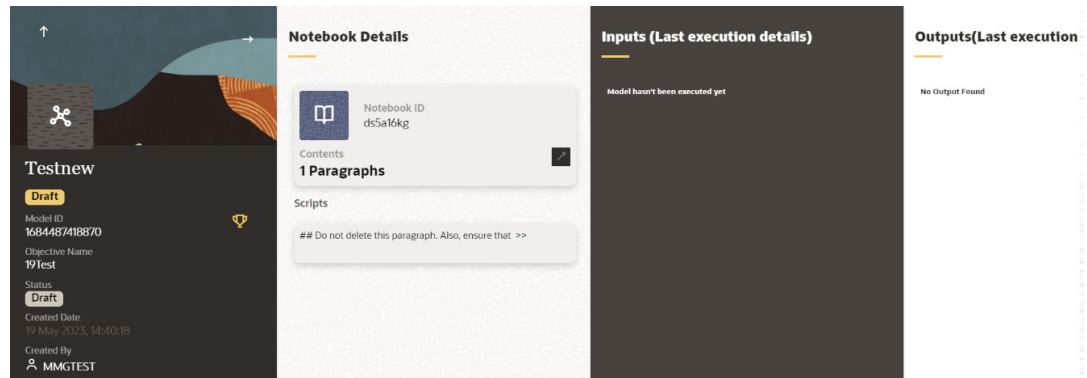 Testnew
Draft
Model ID
1684487418870
Objective Name
19Test
Status
Draft
Created Date
19 May 2023, 14:40:18
Created By
MMGTEST
Notebook Details
Notebook ID
ds5a16kg
Contents
1 Paragraphs
Scripts
## Do not delete this paragraph. Also, ensure that >>
Inputs (Last execution details)
Model hasn't been executed yet
Outputs(Last execution
No Output Found